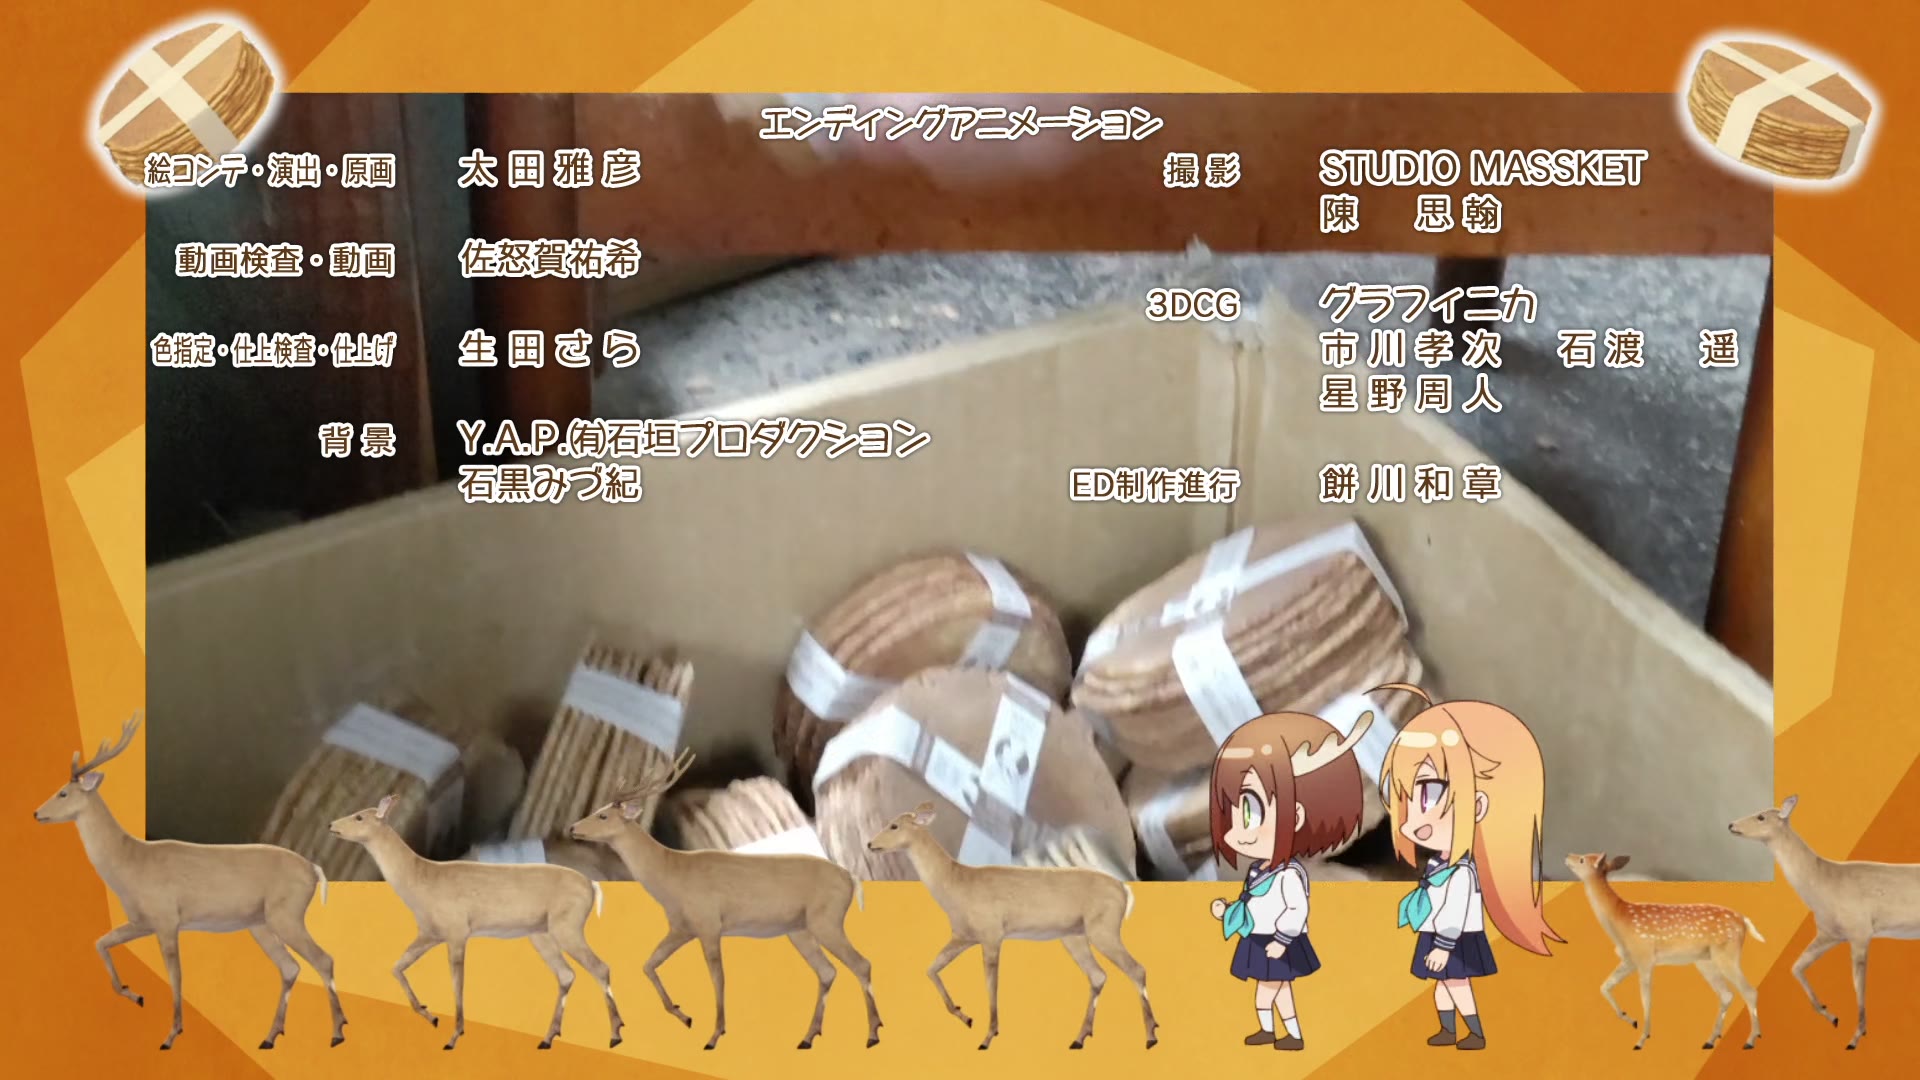 エンディングアニメーション
絵コンテ・演出・原画 太田雅彦
動画検査・動画 佐怒賀祐希
色指定・仕上検査・仕上げ 生田さら
背景 Y.A.P.㈲石垣プロダクション
石黒みづ紀
撮影 STUDIO MASSKET
陳 思翰
3DCG グラフィニカ
市川孝次 石渡 遥
星野周人
ED制作進行 餅川和章